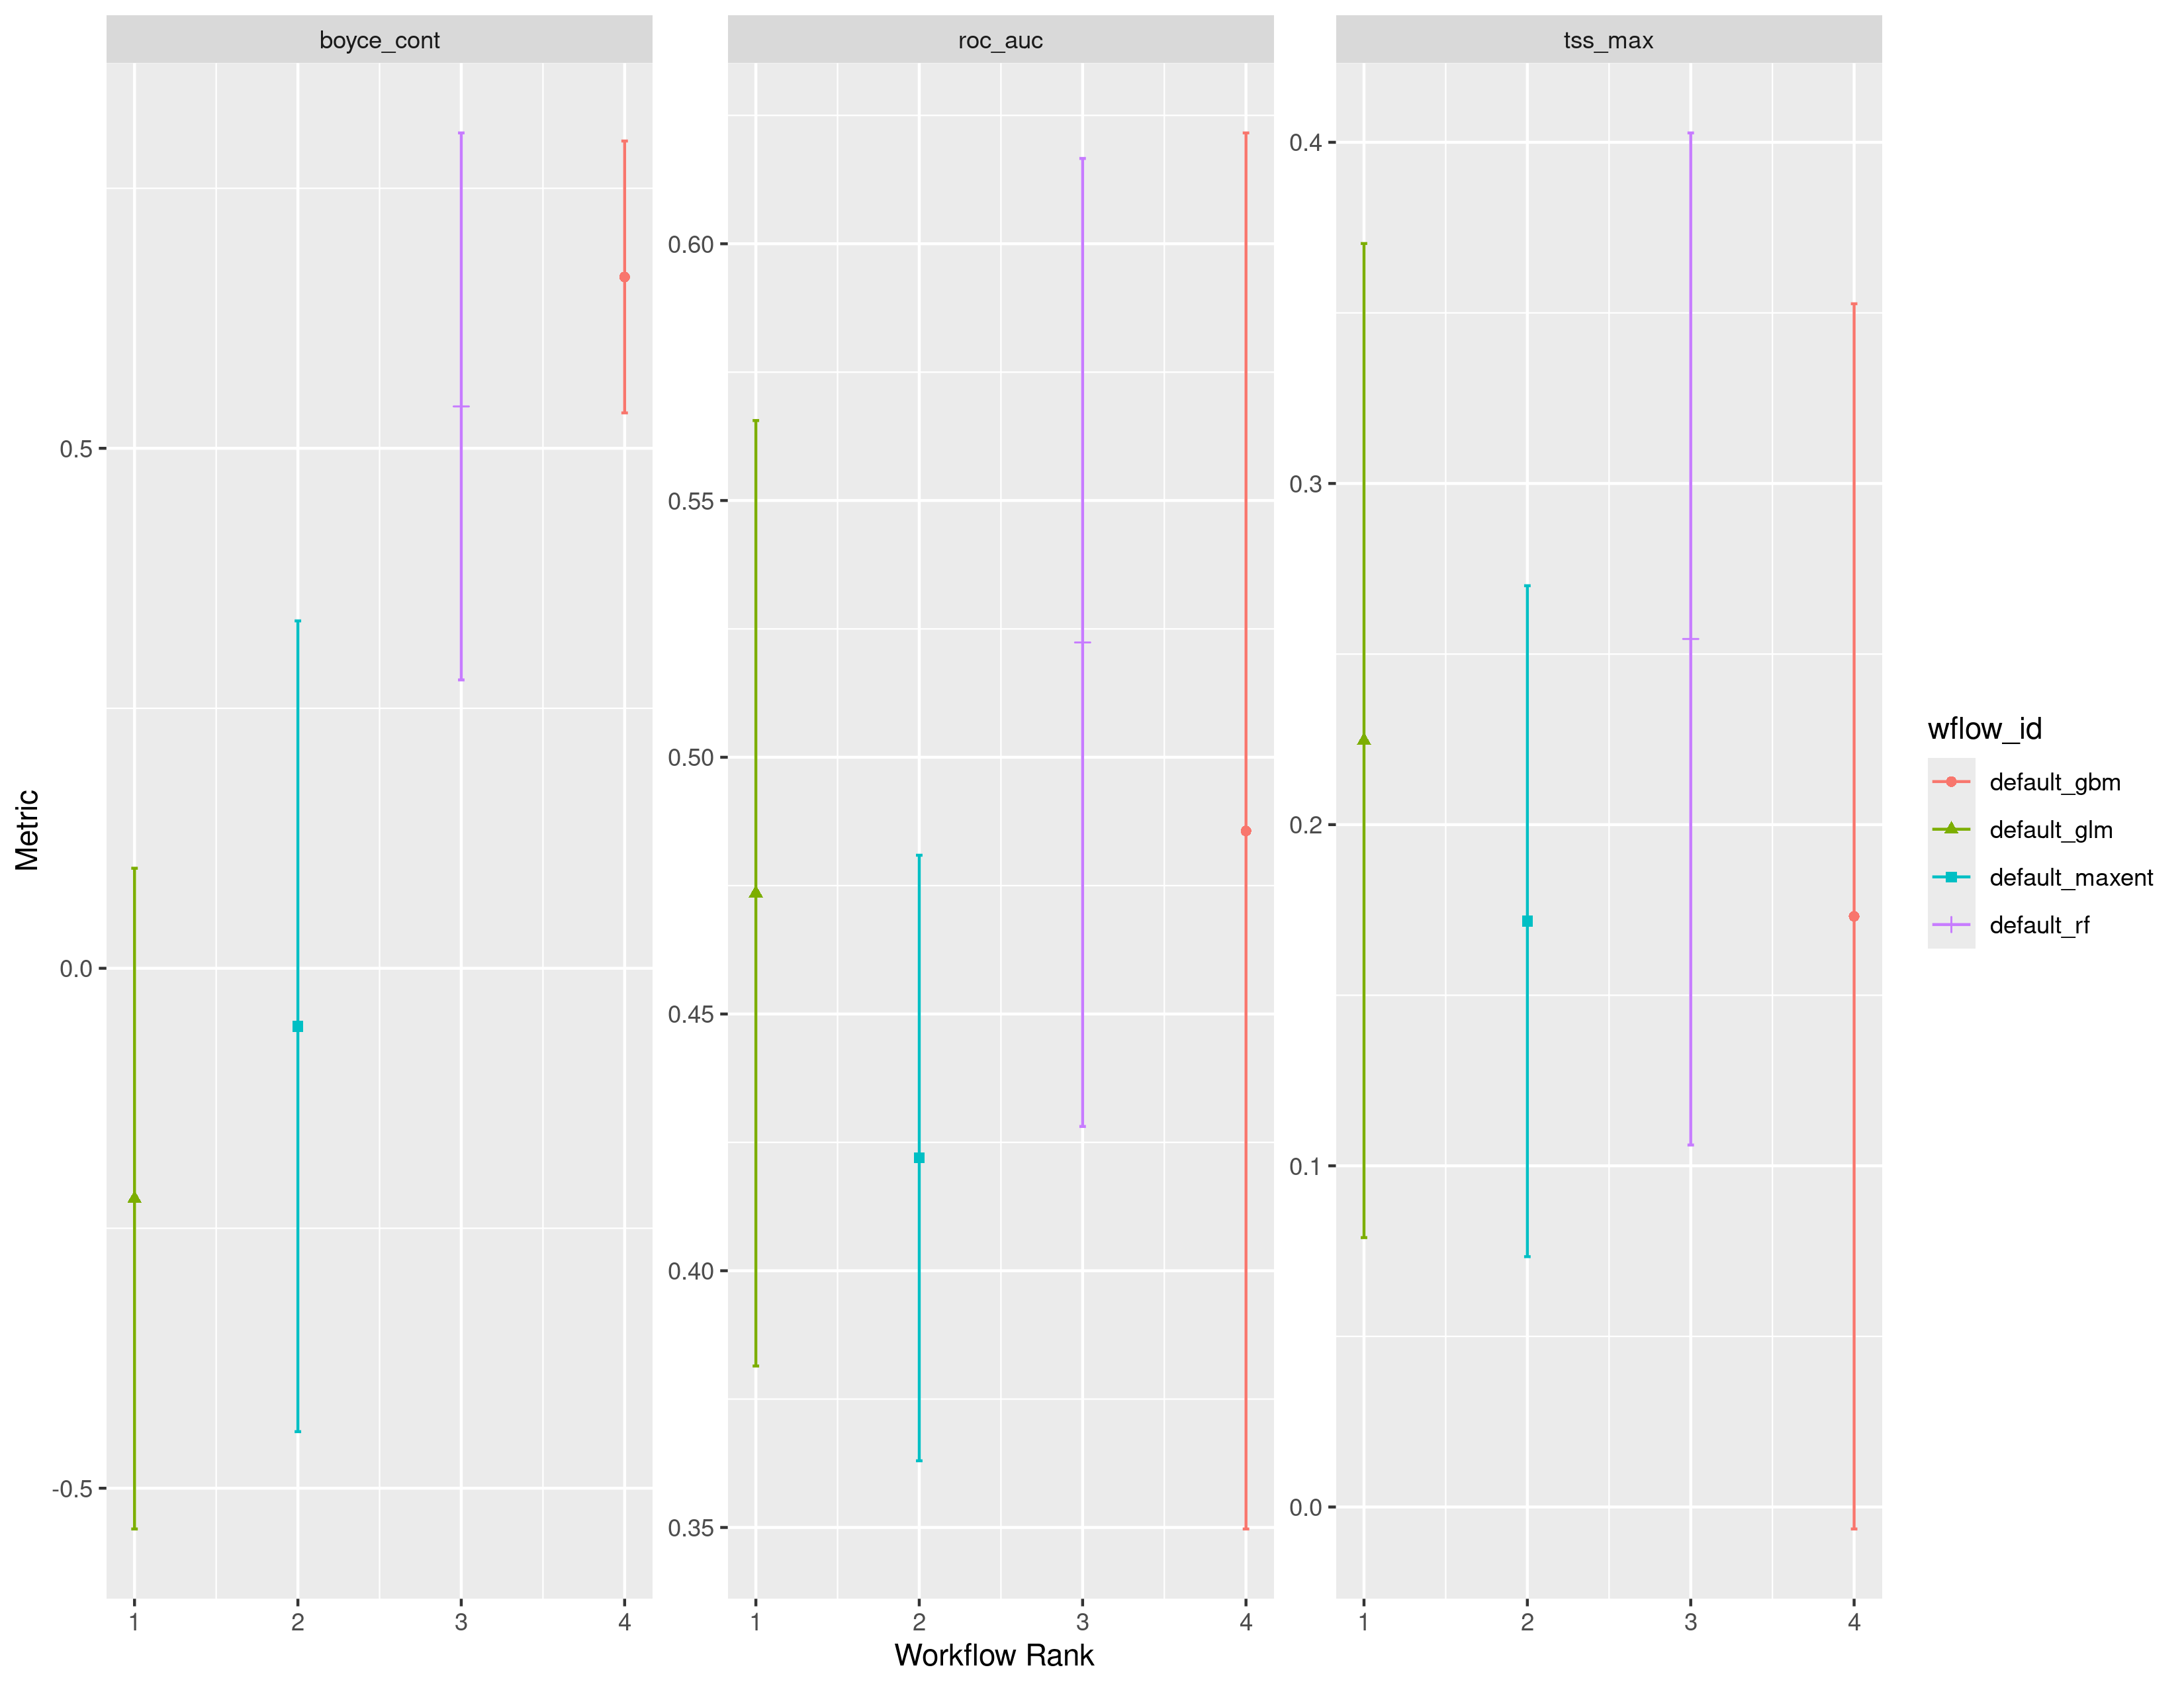 boyce_cont
roc_auc
tss_max
Metric
0.5
0.0
-0.5
0.60
0.55
0.50
0.45
0.40
0.35
0.4
0.3
0.2
0.1
0.0
1 2 3 4
1 2 3 4
1 2 3 4
Workflow Rank
wflow_id
default_gbm
default_glm
default_maxent
default_rf